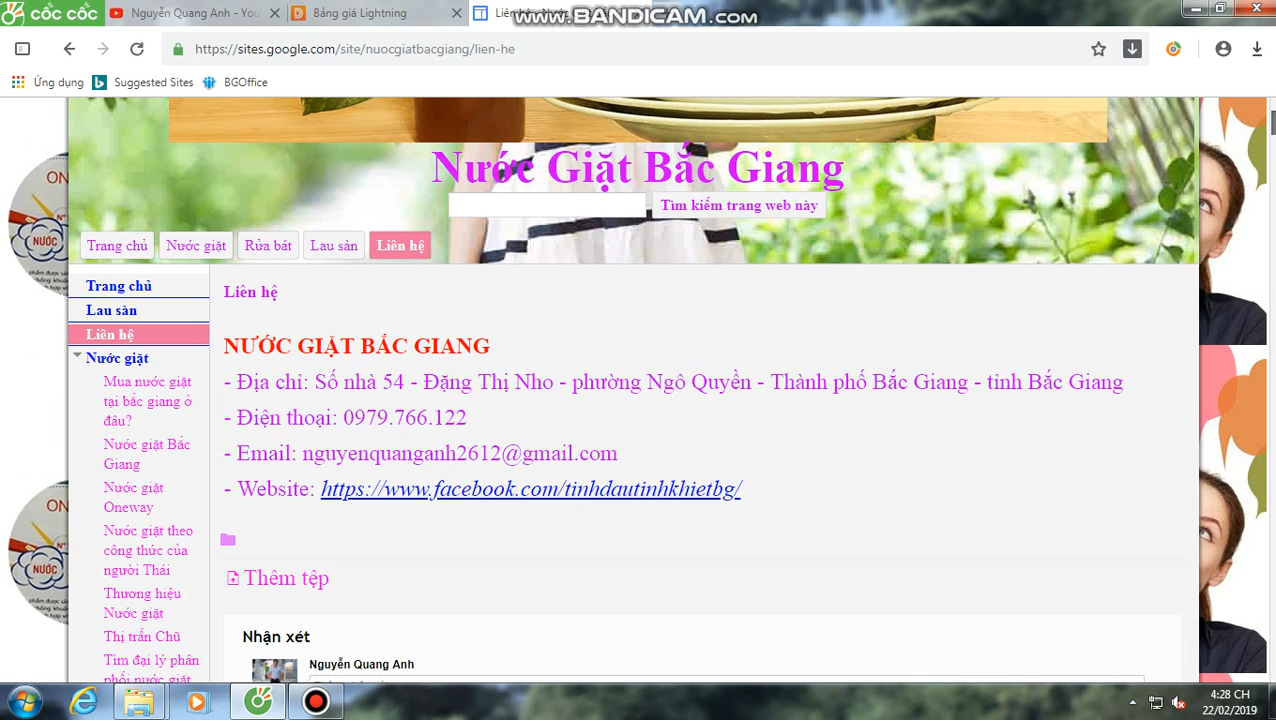 CỐC CỐC
Nguyễn Quang Anh - You
Bảng giá Lightning
www.BANDICAM.com
https://sites.google.com/site/nuocgiatbacgiang/lien-he
Ứng dụng
Suggested Sites
BGOffice
Nước Giặt Bắc Giang
Tìm kiếm trang web này
Trang chủ
Nước giặt
Rửa bát
Lau sàn
Liên hệ
Trang chủ
Lau sàn
Liên hệ
Nước giặt
Mua nước giặt
tại bắc giang ở
đâu?
Nước giặt Bắc
Giang
Nước giặt
Oneway
Nước giặt theo
công thức của
người Thái
Thương hiệu
Nước giặt
Thị trấn Chũ
Tìm đại lý phân
phối nước giặt
Liên hệ
NƯỚC GIẶT BẮC GIANG
- Địa chỉ: Số nhà 54 - Đặng Thị Nho - phường Ngô Quyền - Thành phố Bắc Giang - tỉnh Bắc Giang
- Điện thoại: 0979.766.122
- Email: nguyenquanganh2612@gmail.com
- Website: https://www.facebook.com/tinhdautinhkhietbg/
Thêm tệp
Nhận xét
Nguyễn Quang Anh
ON
NƯỚC
ON
NƯỚC
4:28 CH
22/02/2019